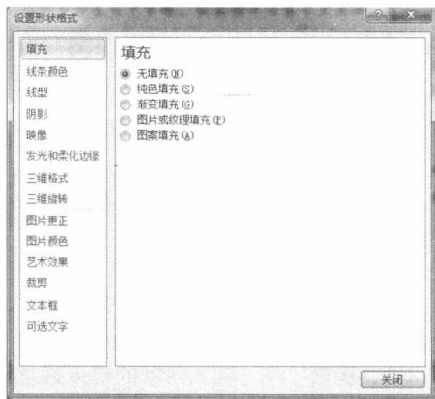 设置形状格式
填充
线条颜色
线型
阴影
映像
发光和柔化边缘
三维格式
三维旋转
图片更正
图片颜色
艺术效果
裁剪
文本框
可选文字
填充
无填充(N)
纯色填充(S)
渐变填充(G)
图片或纹理填充(P)
图案填充(A)
关闭